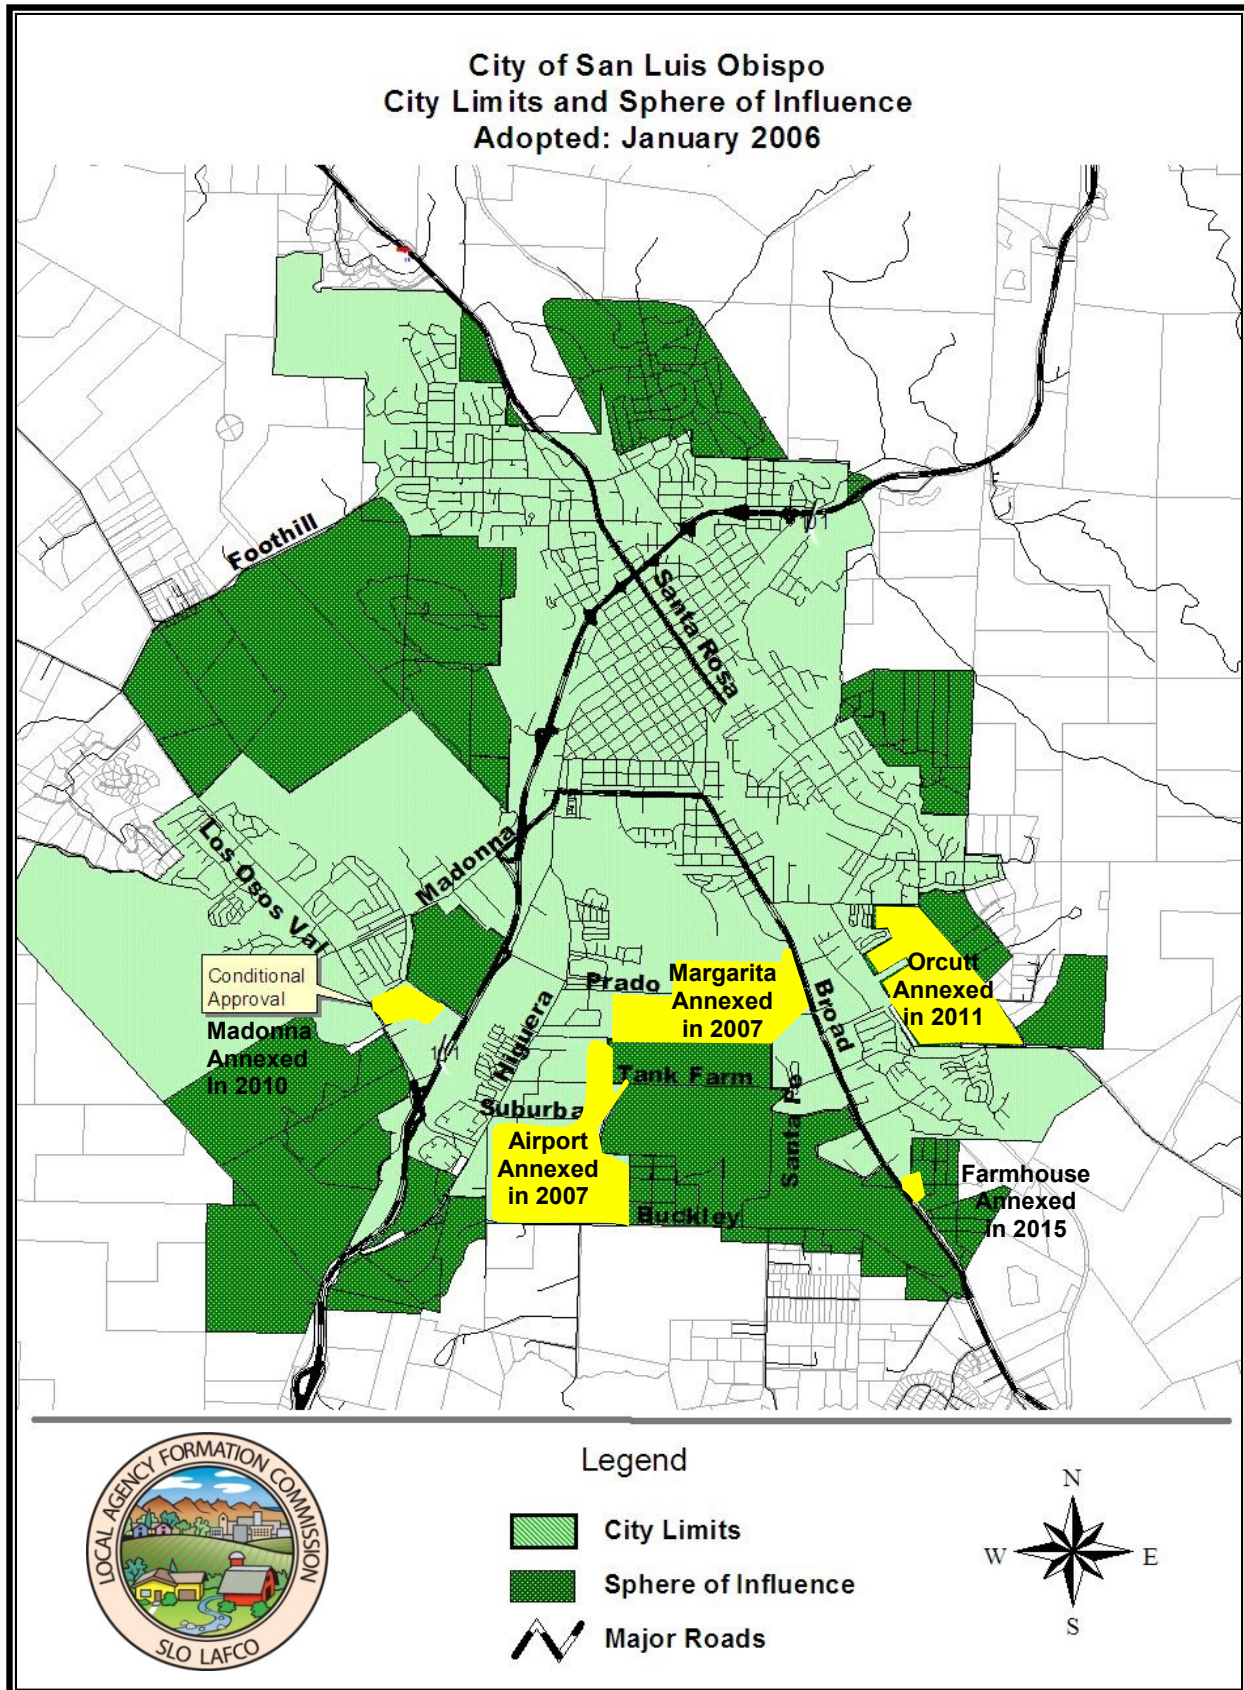 City of San Luis Obispo
City Limits and Sphere of Influence
Adopted: January 2006
101
Foothill
Santa Rosa
Los Osos Val
Madonna
Conditional
Approval
Madonna
Annexed
In 2010
101
Higuera
Prado
Margarita
Annexed
in 2007
Broad
Orcutt
Annexed
in 2011
Tank Farm
Suburba
Santa Fe
Airport
Annexed
in 2007
Buckley
Farmhouse
Annexed
in 2015
Legend
City Limits
Sphere of Influence
Major Roads
LOCAL AGENCY FORMATION COMMISSION
SLO LAFCO
N
W
E
S